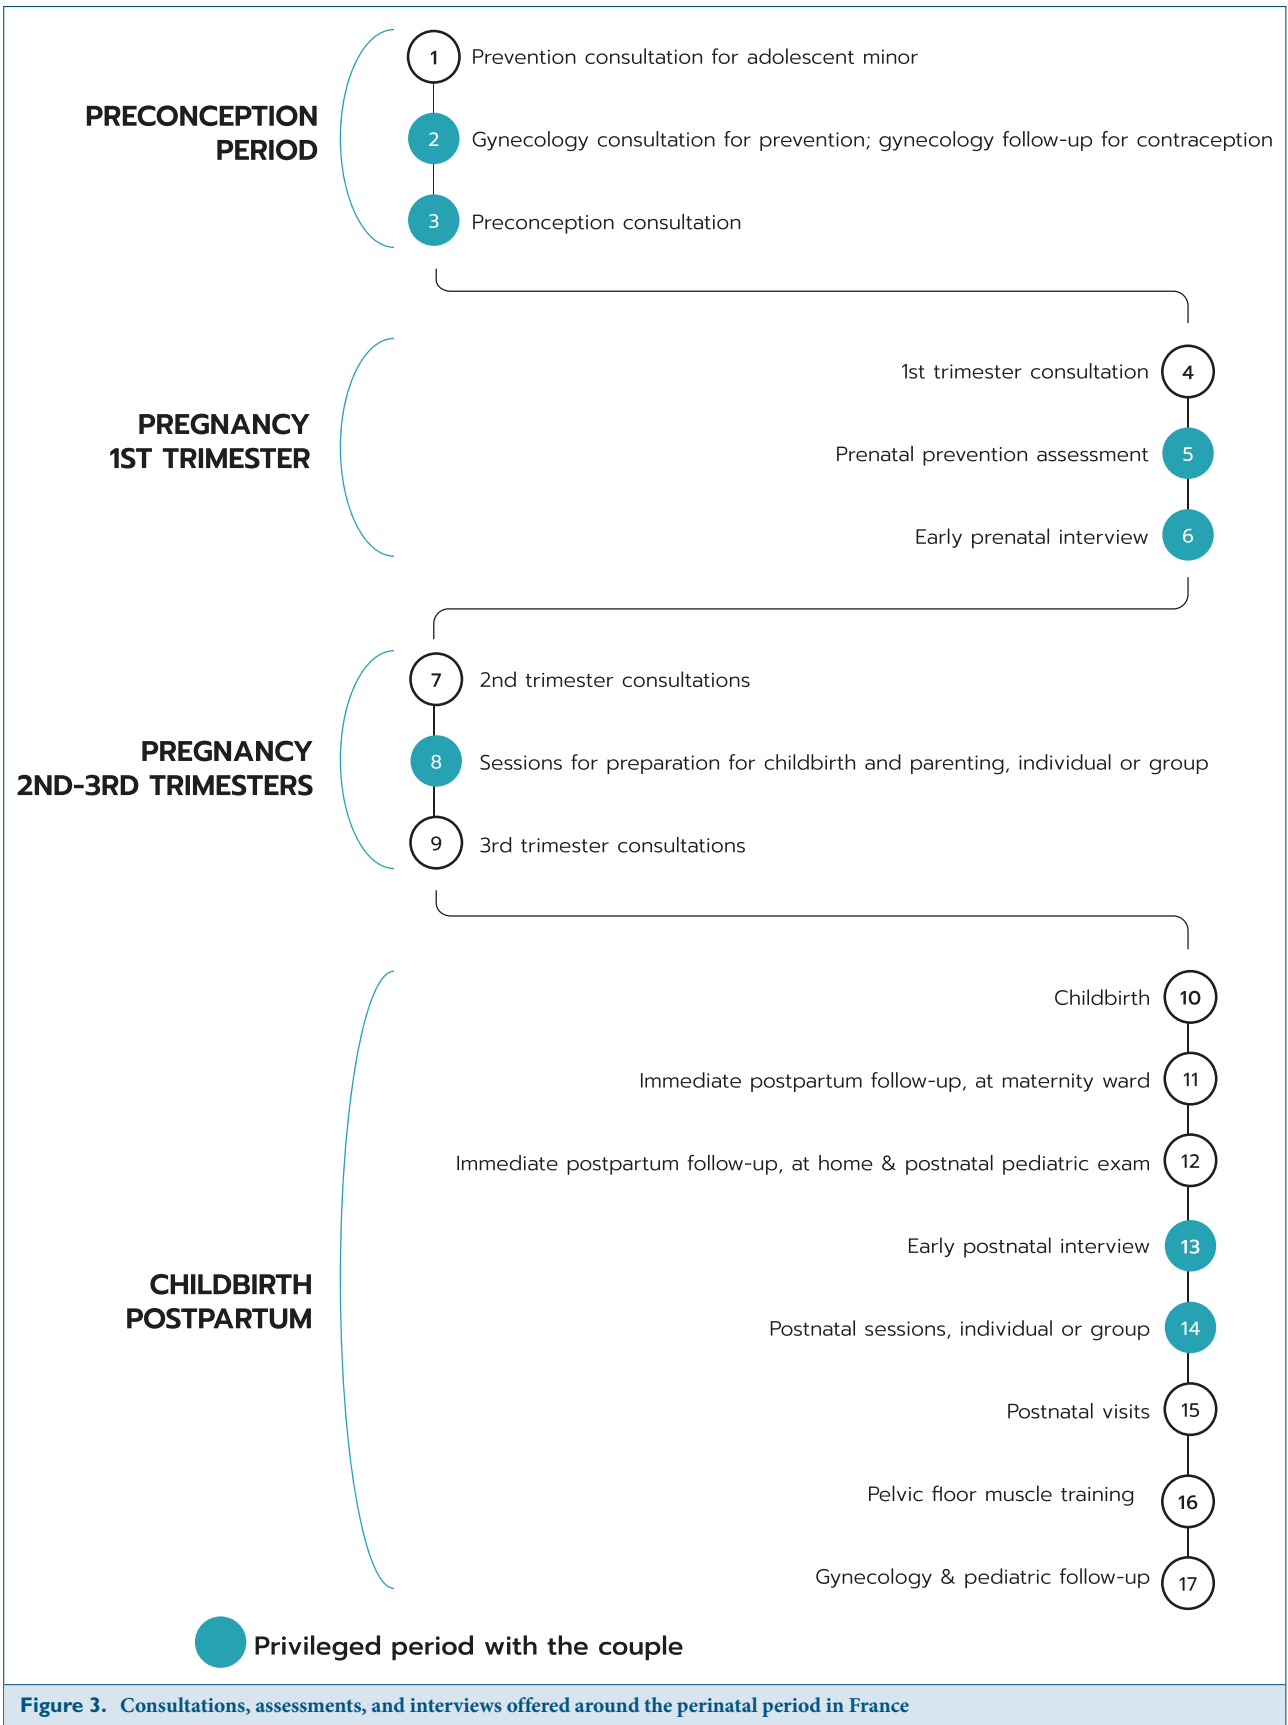 PRECONCEPTION
PERIOD
1 Prevention consultation for adolescent minor
2 Gynecology consultation for prevention; gynecology follow-up for contraception
3 Preconception consultation
PREGNANCY
1ST TRIMESTER
1st trimester consultation 4
Prenatal prevention assessment 5
Early prenatal interview 6
PREGNANCY
2ND-3RD TRIMESTERS
7 2nd trimester consultations
8 Sessions for preparation for childbirth and parenting, individual or group
9 3rd trimester consultations
CHILDBIRTH
POSTPARTUM
Childbirth 10
Immediate postpartum follow-up, at maternity ward 11
Immediate postpartum follow-up, at home & postnatal pediatric exam 12
Early postnatal interview 13
Postnatal sessions, individual or group 14
Postnatal visits 15
Pelvic floor muscle training 16
Gynecology & pediatric follow-up 17
Privileged period with the couple
Figure 3. Consultations, assessments, and interviews offered around the perinatal period in France